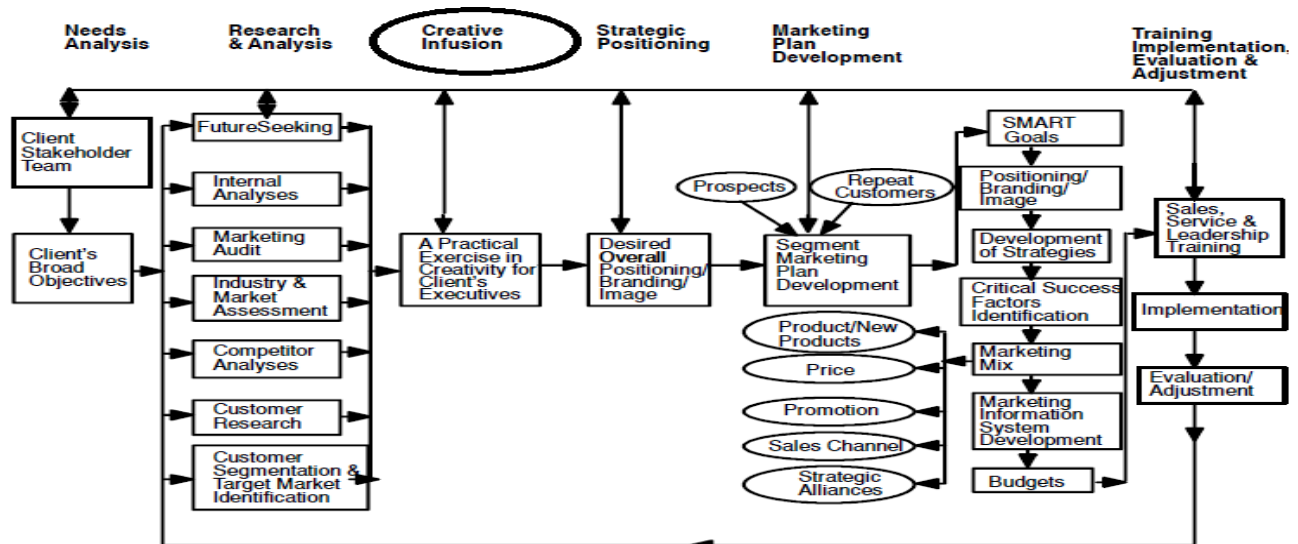 Needs
Analysis
Research
& Analysis
Creative
Infusion
Strategic
Positioning
Marketing
Plan
Development
Training
Implementation,
Evaluation &
Adjustment
Client
Stakeholder
Team
Client's
Broad
Objectives
FutureSeeking
Internal
Analyses
Marketing
Audit
Industry &
Market
Assessment
Competitor
Analyses
Customer
Research
Customer
Segmentation &
Target Market
Identification
A Practical
Exercise in
Creativity for
Client's
Executives
Desired
Overall
Positioning/
Branding/
Image
Prospects
Repeat
Customers
Segment
Marketing
Plan
Development
Product/New
Products
Price
Promotion
Sales Channel
Strategic
Alliances
SMART
Goals
Positioning/
Branding/
Image
Development
of Strategies
Critical Success
Factors
Identification
Marketing
Mix
Marketing
Information
System
Development
Budgets
Sales,
Service &
Leadership
Training
Implementation
Evaluation/
Adjustment